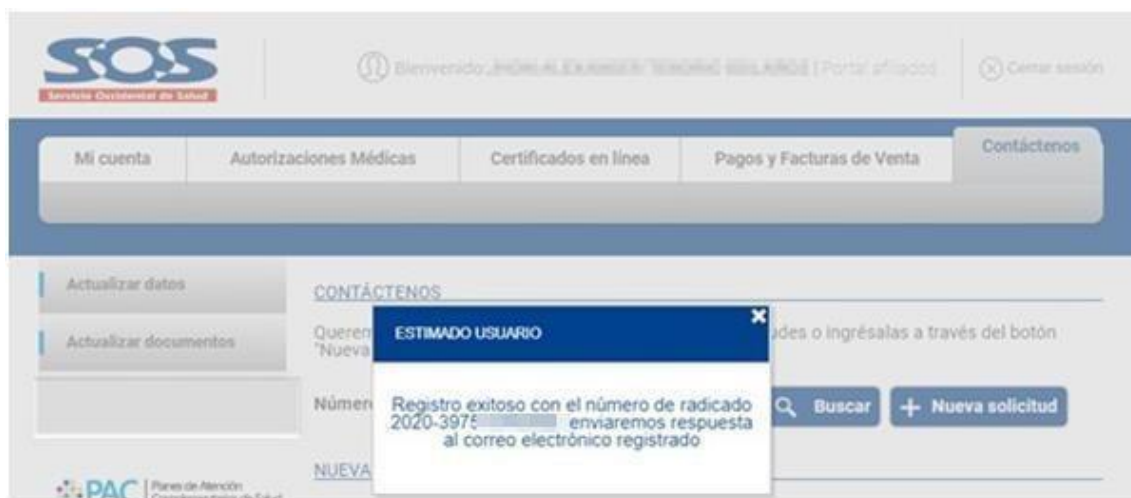 SOS
Servicio Occidental de Salud
Bienvenido: | Portal afiliados
Cerrar sesión
Mi cuenta
Autorizaciones Médicas
Certificados en línea
Pagos y Facturas de Venta
Contáctenos
Actualizar datos
Actualizar documentos
CONTÁCTENOS
Querem udes o ingrésalas a través del botón
"Nueva
ESTIMADO USUARIO
Registro exitoso con el número de radicado
2020-3975 enviaremos respuesta
al correo electrónico registrado
Númer
Buscar
Nueva solicitud
NUEVA
PAC
Planes de Atención